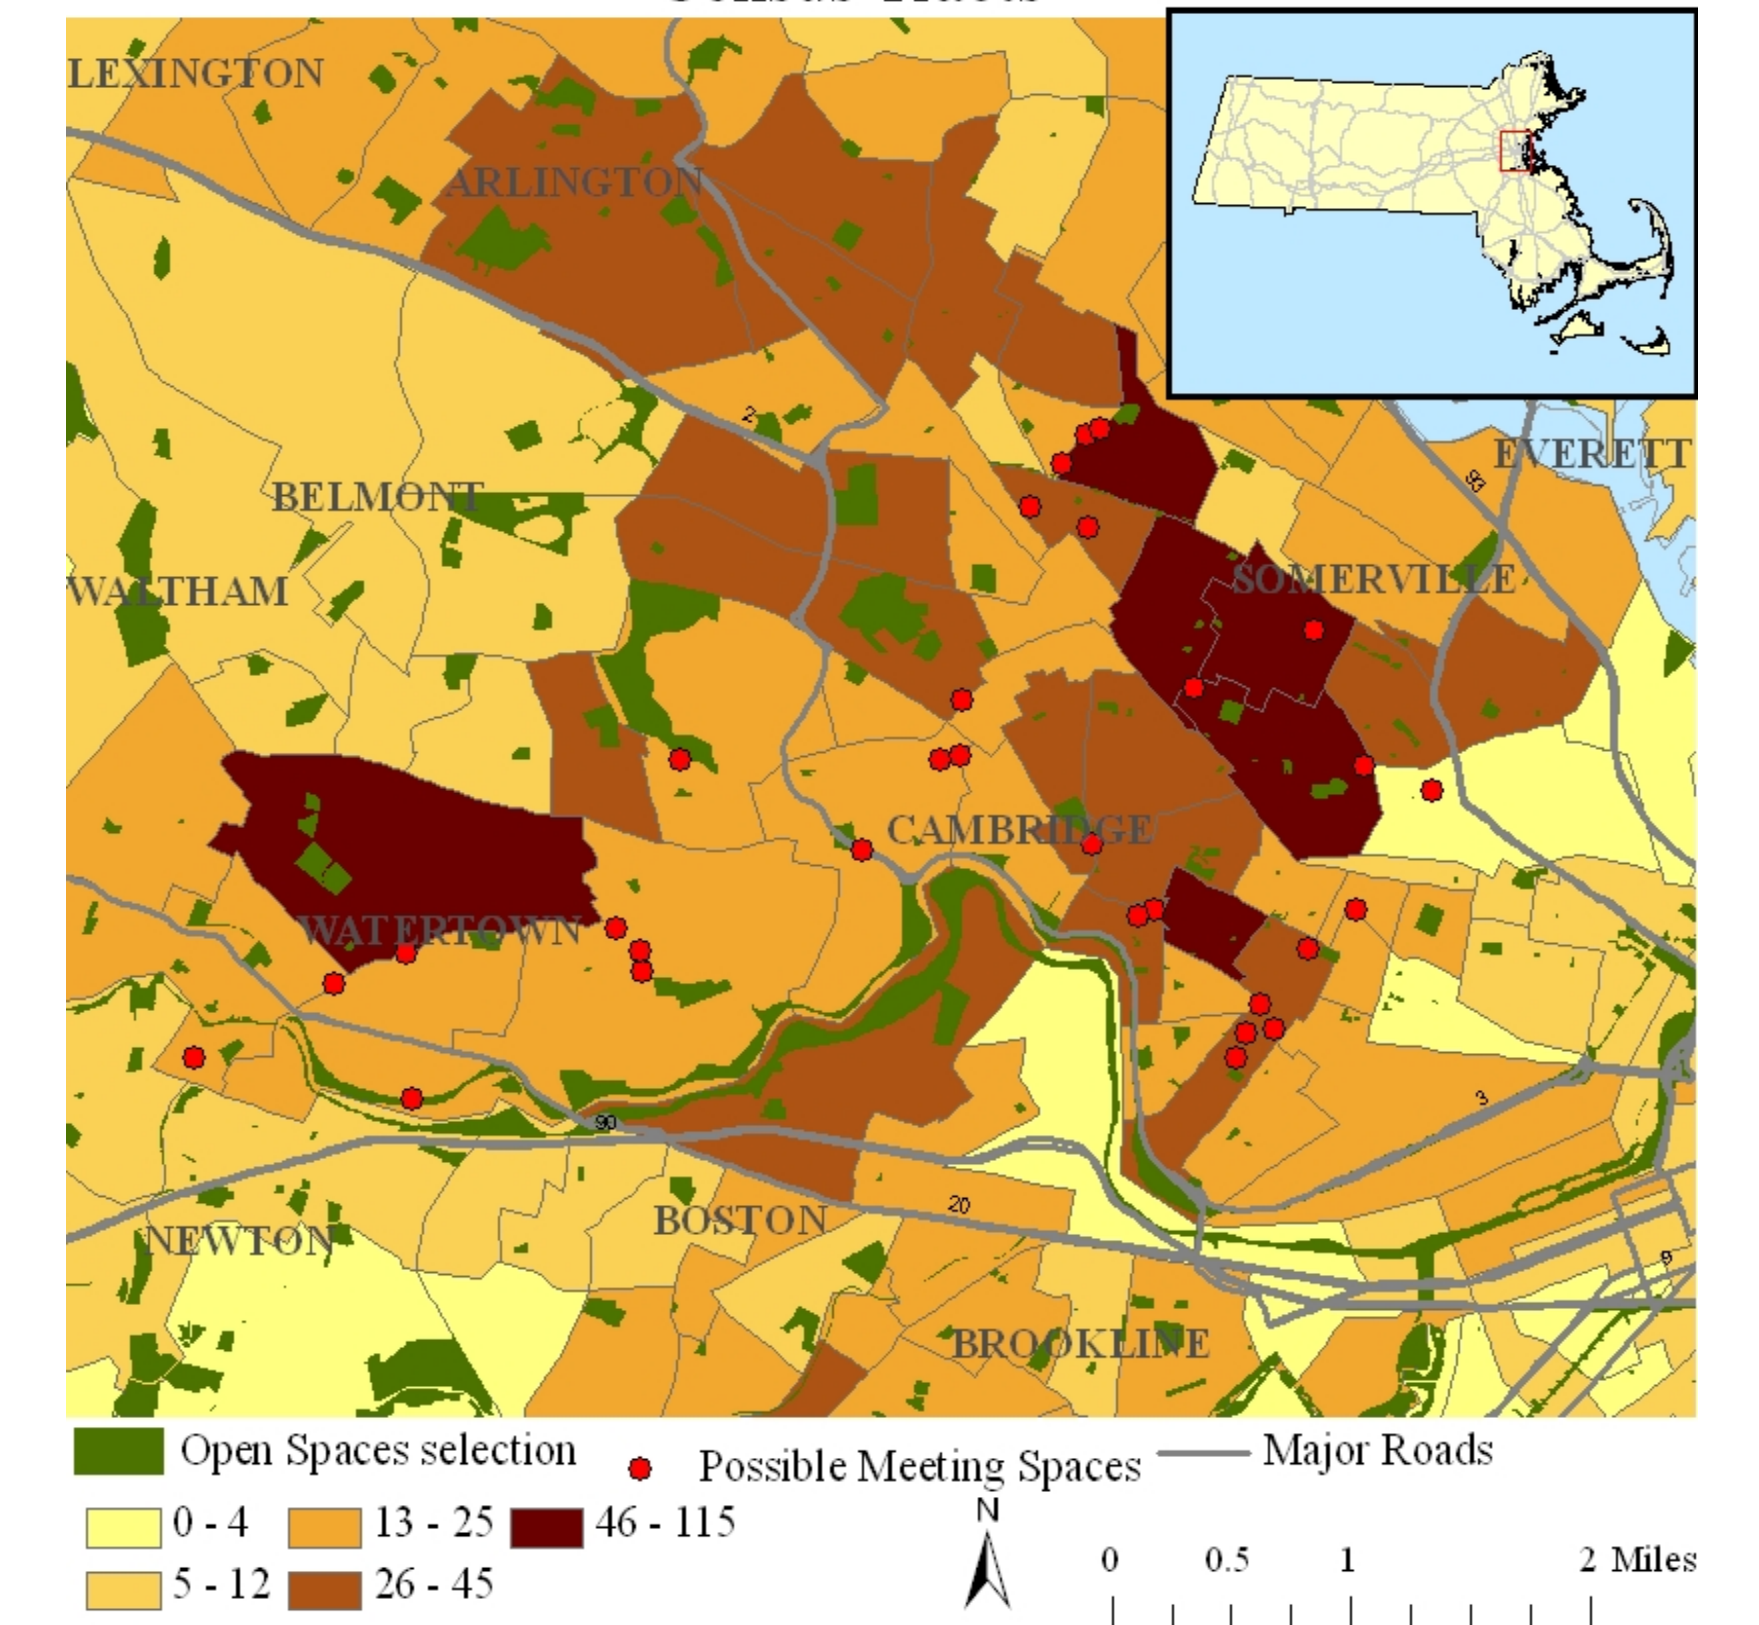 LEXINGTON
ARLINGTON
2
EVERETT
93
BELMONT
SOMERVILLE
WALTHAM
CAMBRIDGE
WATERTOWN
3
90
20
BOSTON
NEWTON
9
BROOKLINE
Open Spaces selection
Possible Meeting Spaces
Major Roads
0 - 4
13 - 25
46 - 115
5 - 12
26 - 45
N
0 0.5 1 2 Miles